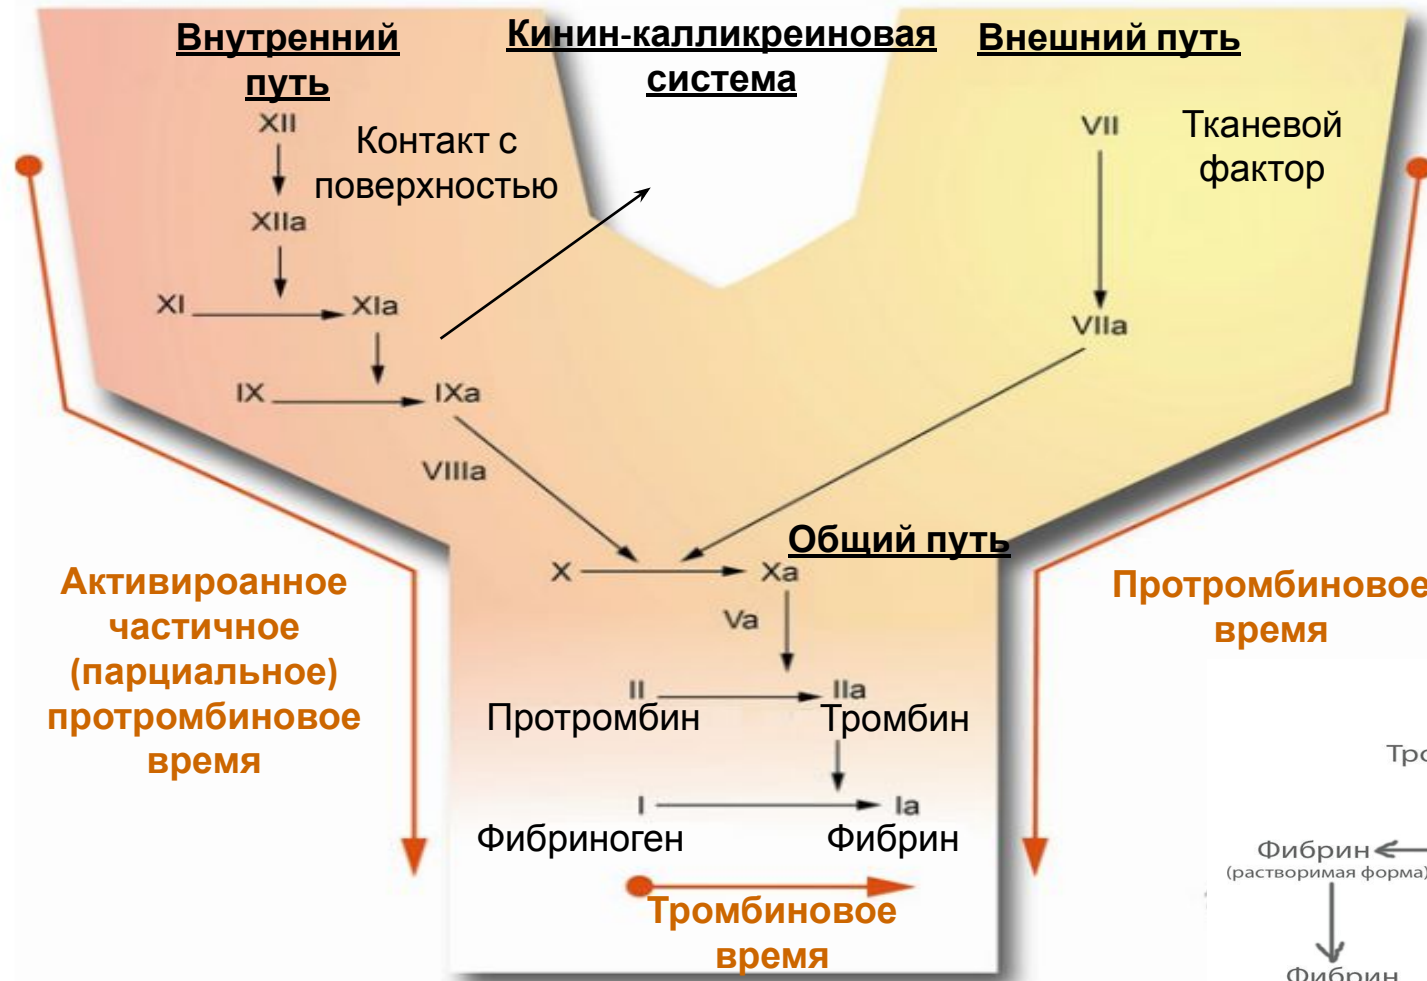 Внутренний
путь
Кинин-калликреиновая
система
Внешний путь
XII
Контакт с
поверхностью
XIIa
XI
XIa
IX
IXa
VIIIa
VII
Тканевой
фактор
VIIa
Общий путь
X
Xa
Va
II
IIa
Протромбин
Тромбин
I
Ia
Фибриноген
Фибрин
Тромбиновое
время
Активироанное
частичное
(парциальное)
протромбиновое
время
Протромбиновое
время
Тро
Фибрин
(растворимая форма)
Фибрин